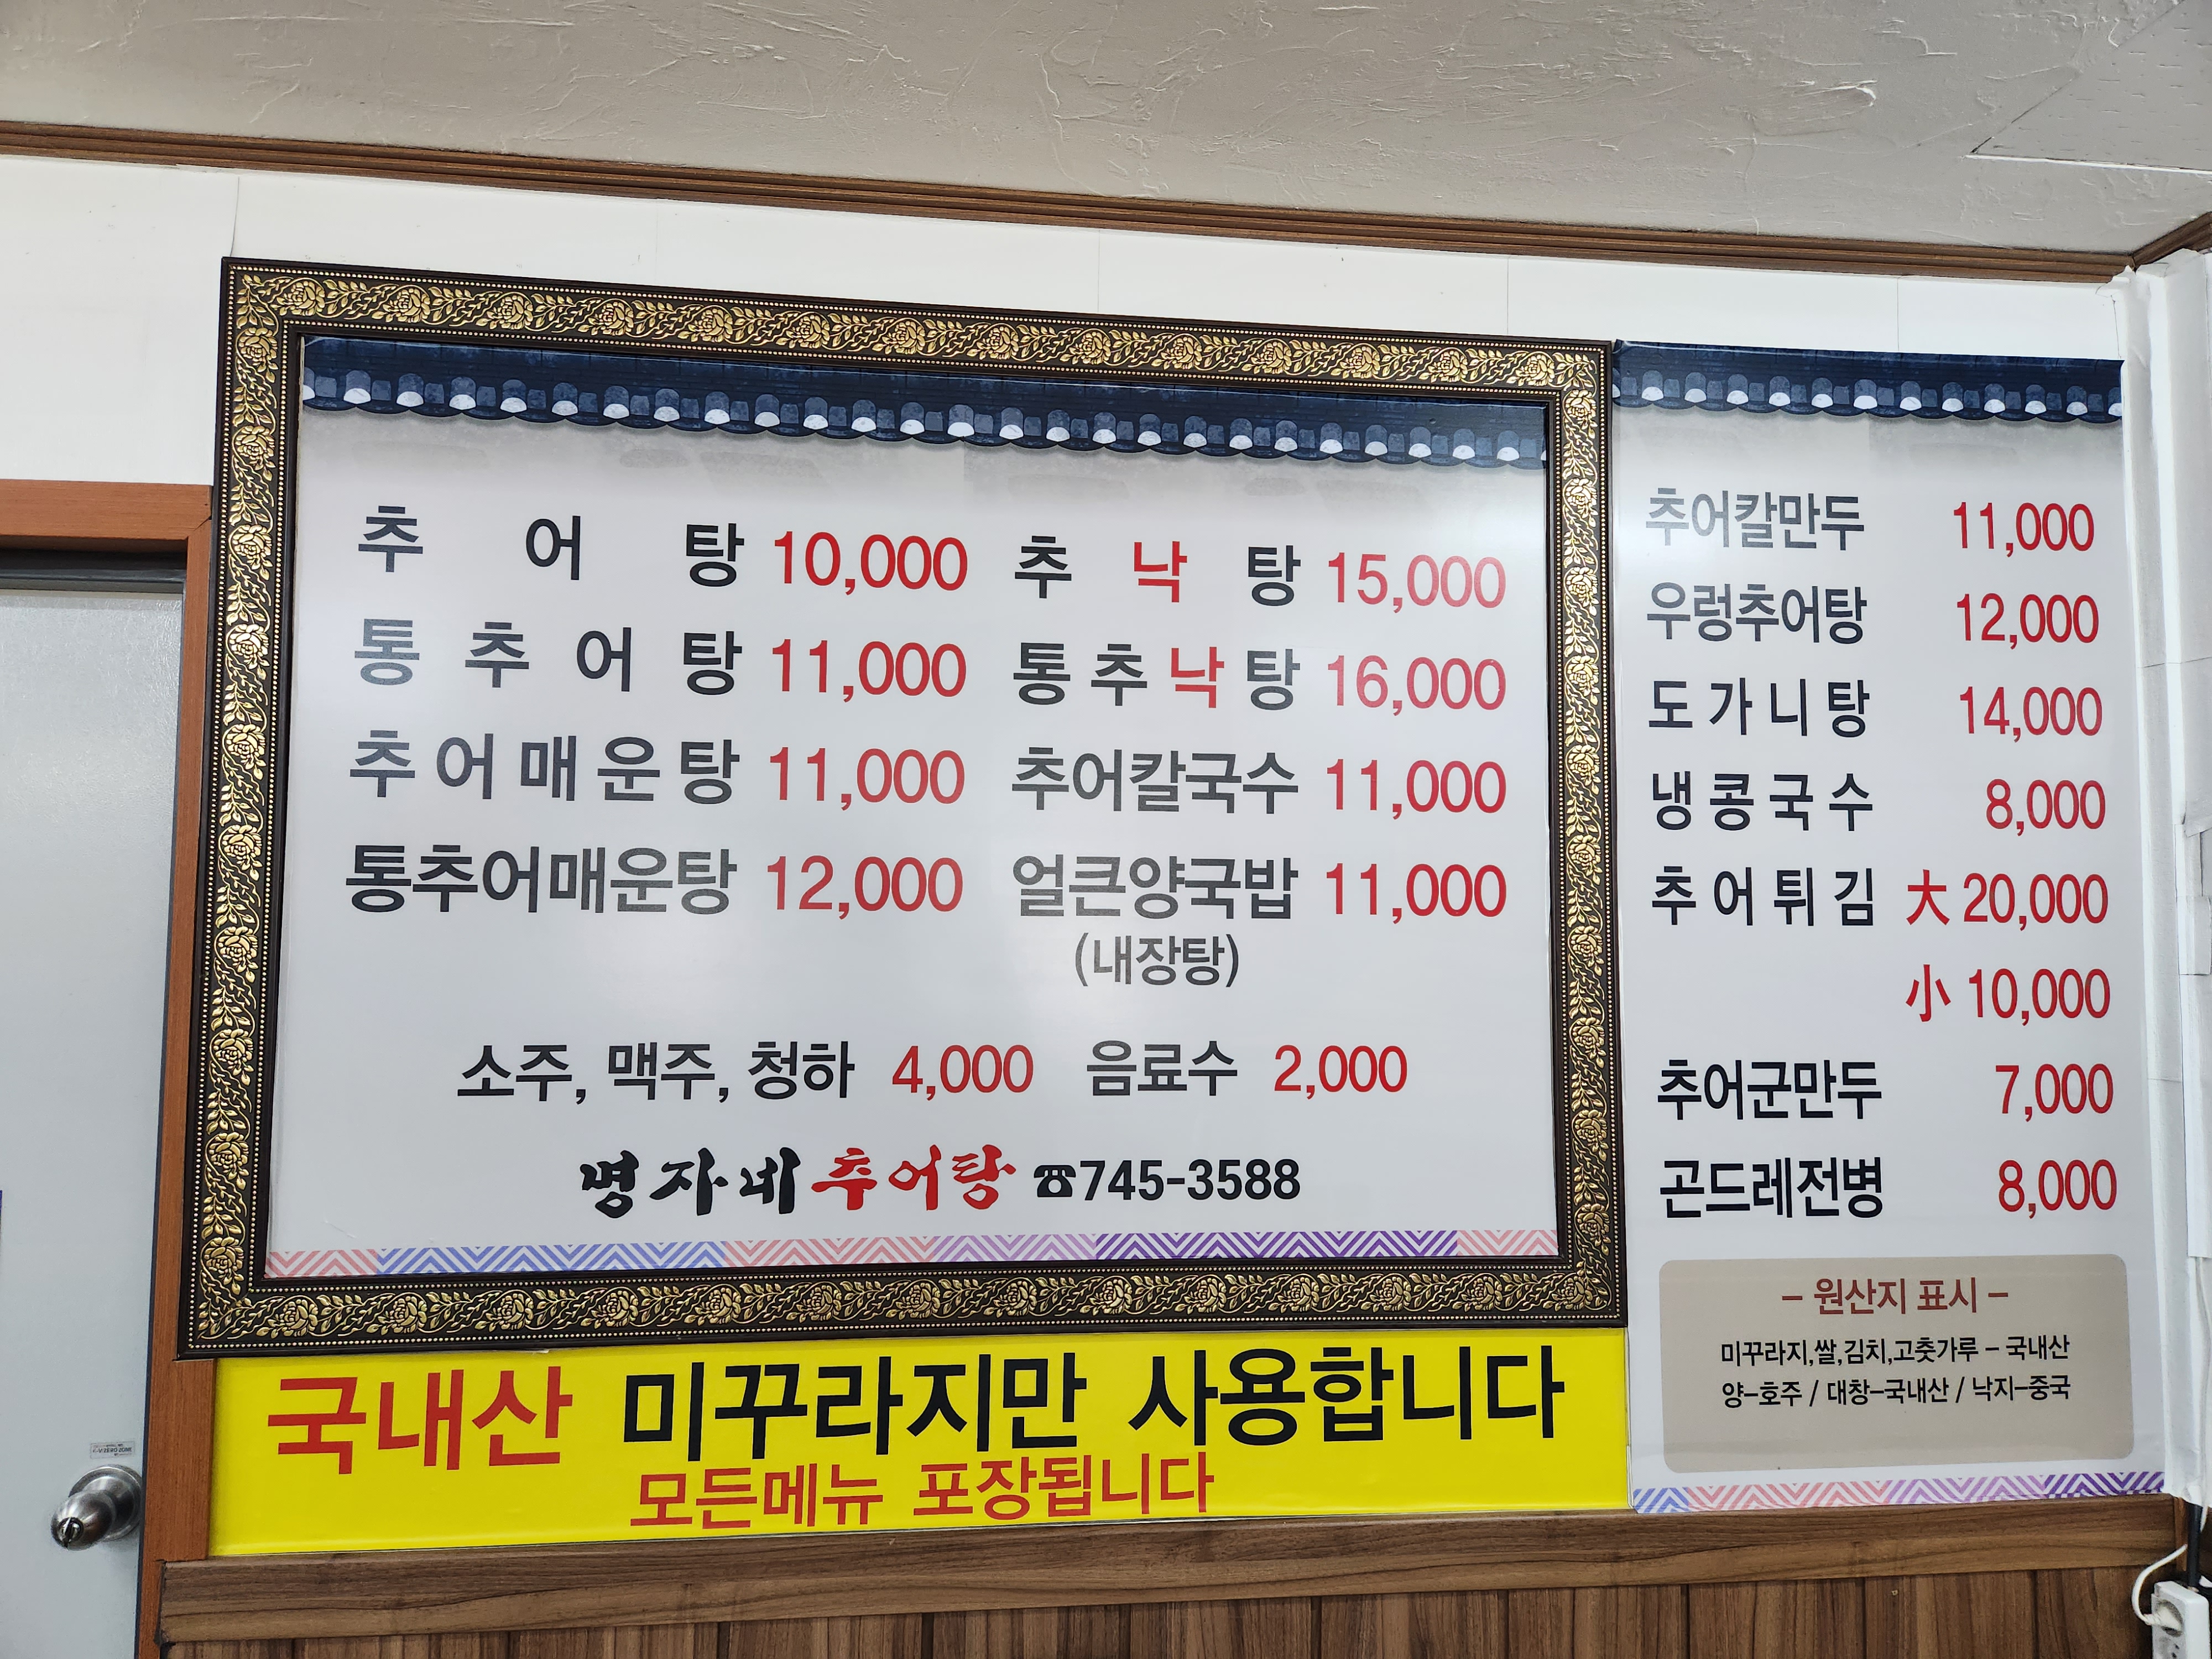 추어탕 10,000 추낙탕 15,000
통추어탕 11,000 통추낙탕 16,000
추어매운탕 11,000 추어칼국수 11,000
통추어매운탕 12,000 얼큰양국밥 11,000
(내장탕)
소주, 맥주, 청하 4,000 음료수 2,000
명자네 추어탕 ☎745-3588
국내산 미꾸라지만 사용합니다
모든메뉴 포장됩니다
추어칼만두 11,000
우렁추어탕 12,000
도가니탕 14,000
냉콩국수 8,000
추어튀김 大 20,000
小 10,000
추어군만두 7,000
곤드레전병 8,000
– 원산지 표시 –
미꾸라지,쌀,김치,고춧가루 – 국내산
양–호주 / 대창–국내산 / 낙지–중국